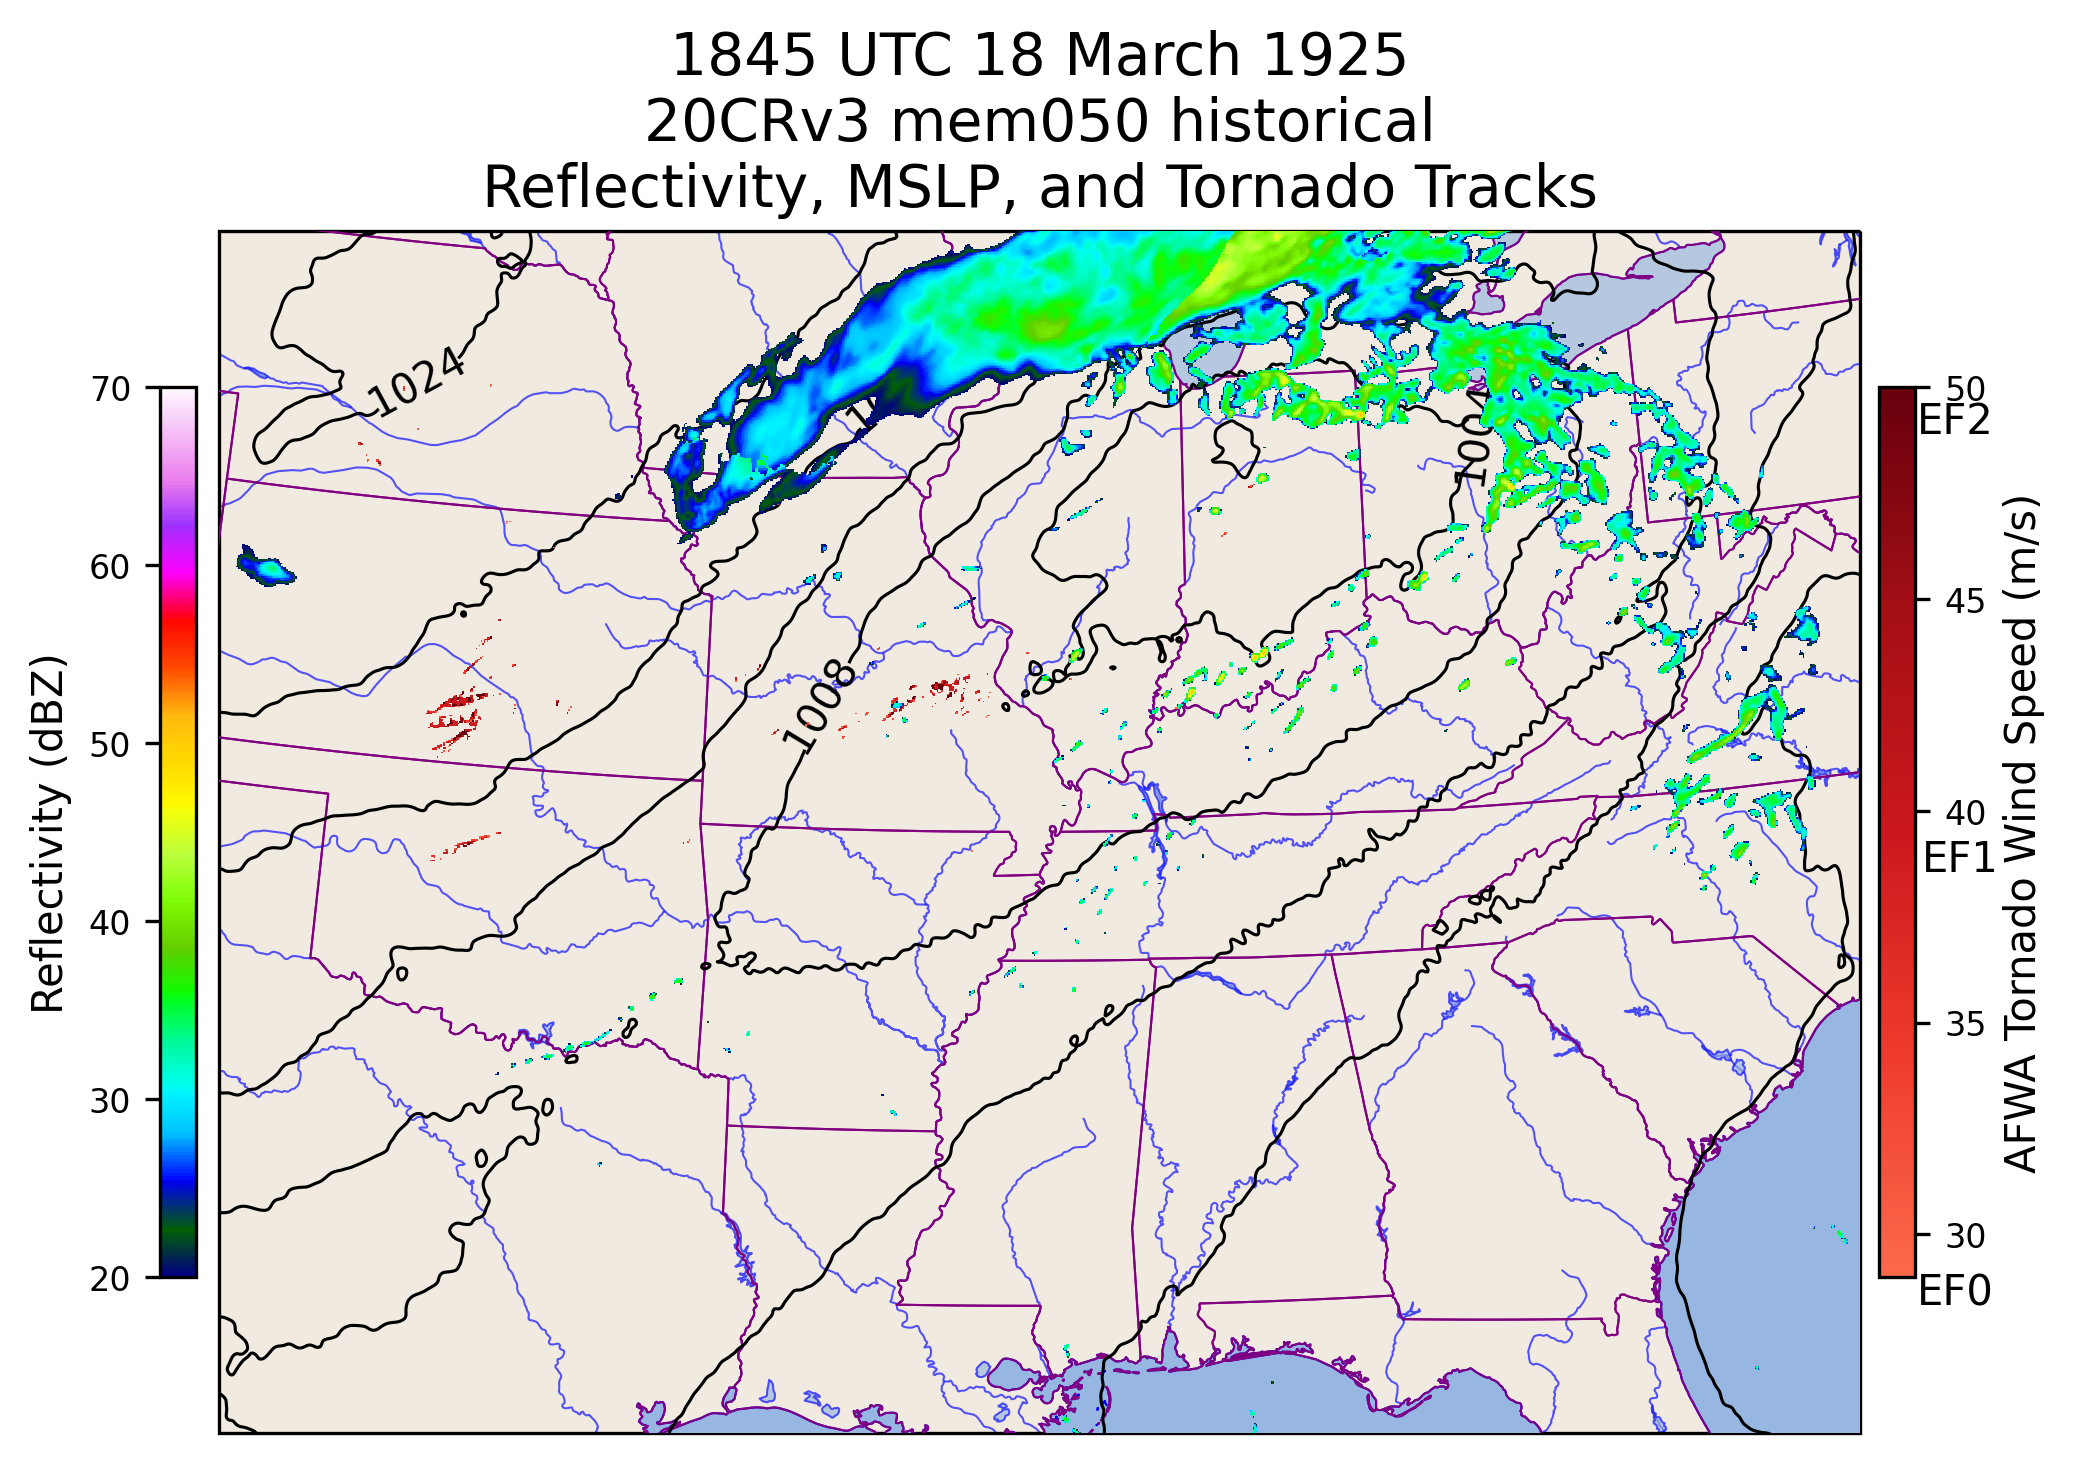 1845 UTC 18 March 1925
20CRv3 mem050 historical
Reflectivity, MSLP, and Tornado Tracks
70
60
50
40
30
20
Reflectivity (dBZ)
1024
1008
50
EF2
45
40
EF1
35
30
EF0
AFWA Tornado Wind Speed (m/s)